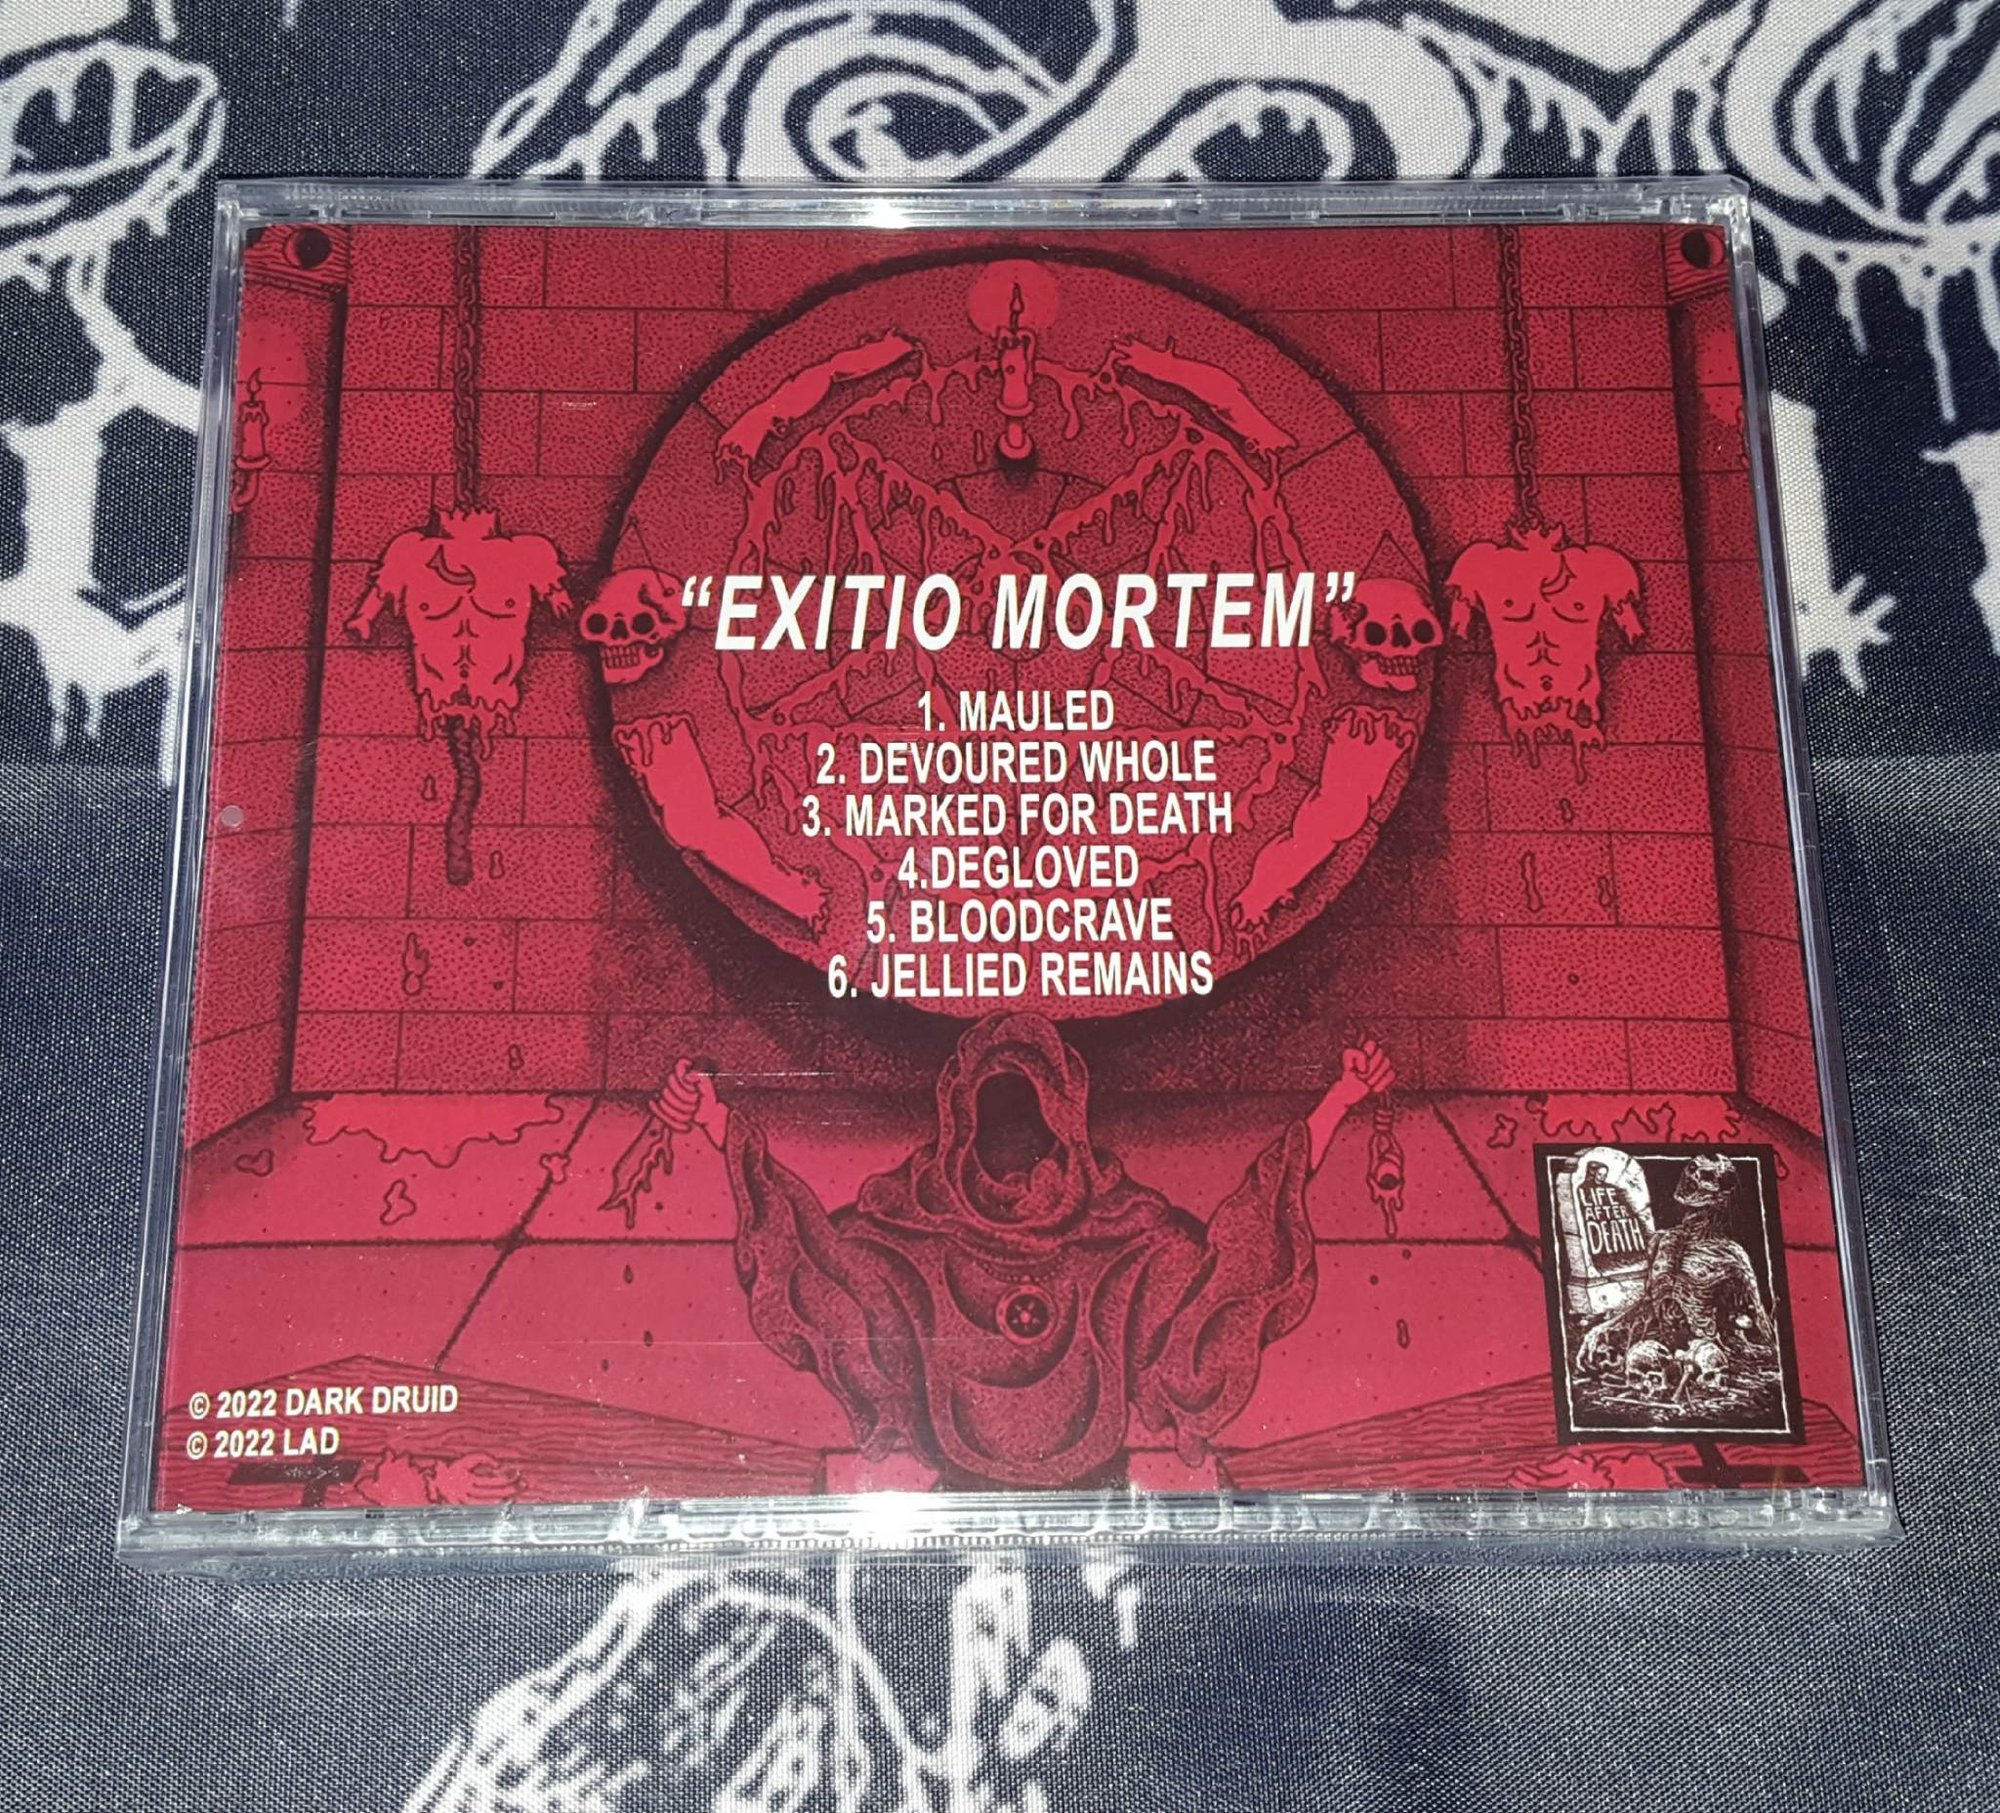 “EXITIO MORTEM”
1. MAULED
2. DEVOURED WHOLE
3. MARKED FOR DEATH
4.DEGLOVED
5. BLOODCRAVE
6. JELLIED REMAINS
LIFE
AFTER
DEATH
© 2022 DARK DRUID
© 2022 LAD